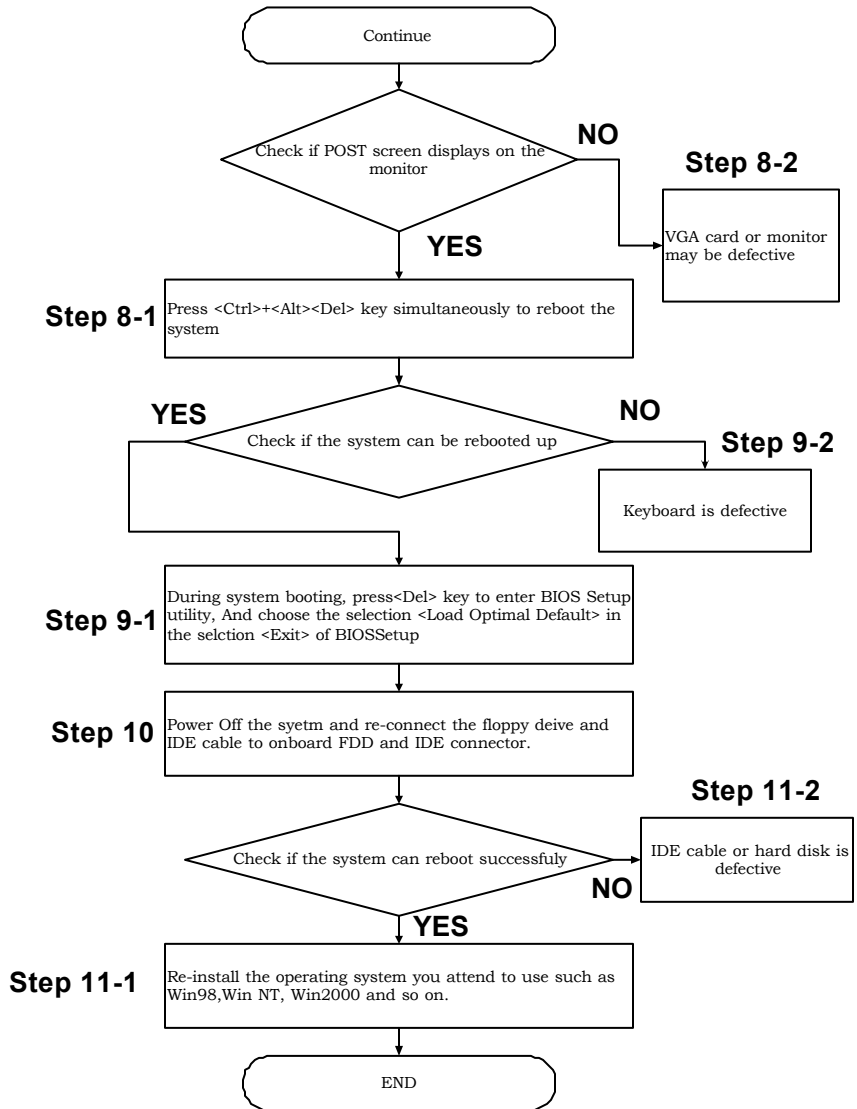 Continue
Check if POST screen displays on the
monitor
NO
Step 8-2
VGA card or monitor
may be defective
YES
Step 8-1
Press <Ctrl>+<Alt><Del> key simultaneously to reboot the
system
YES
NO
Check if the system can be rebooted up
Step 9-2
Keyboard is defective
Step 9-1
During system booting, press<Del> key to enter BIOS Setup
utility, And choose the selection <Load Optimal Default> in
the selction <Exit> of BIOSSetup
Step 10
Power Off the syetm and re-connect the floppy deive and
IDE cable to onboard FDD and IDE connector.
Step 11-2
Check if the system can reboot successfuly
IDE cable or hard disk is
defective
NO
YES
Step 11-1
Re-install the operating system you attend to use such as
Win98,Win NT, Win2000 and so on.
END